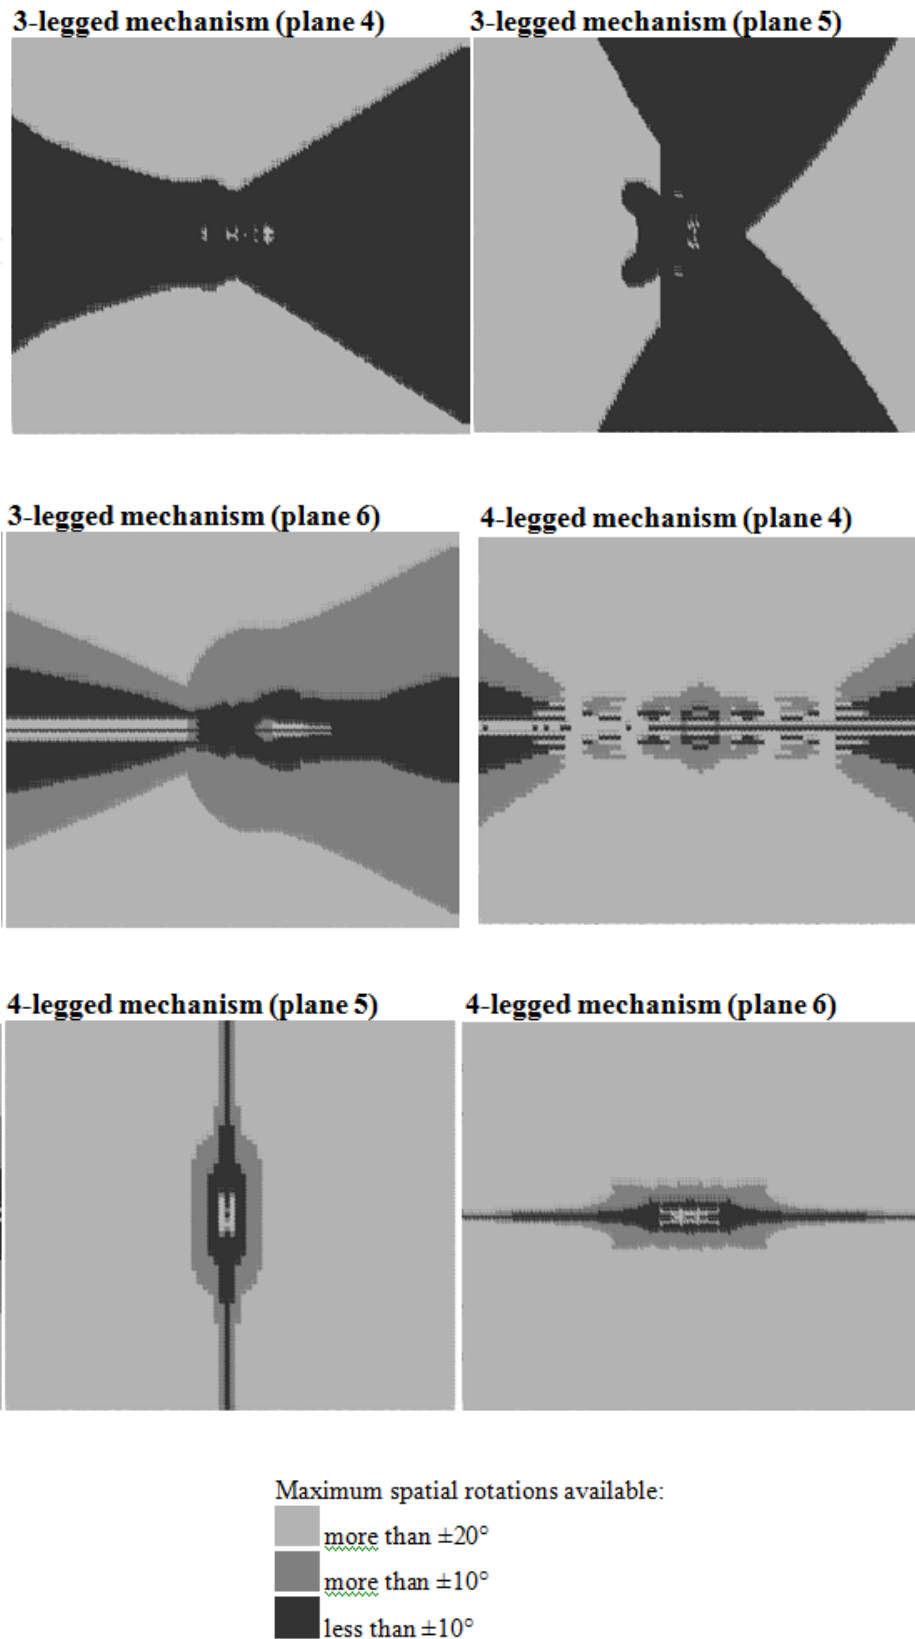 3-legged mechanism (plane 4)
3-legged mechanism (plane 5)
3-legged mechanism (plane 6)
4-legged mechanism (plane 4)
4-legged mechanism (plane 5)
4-legged mechanism (plane 6)
Maximum spatial rotations available:
more than ±20°
more than ±10°
less than ±10°